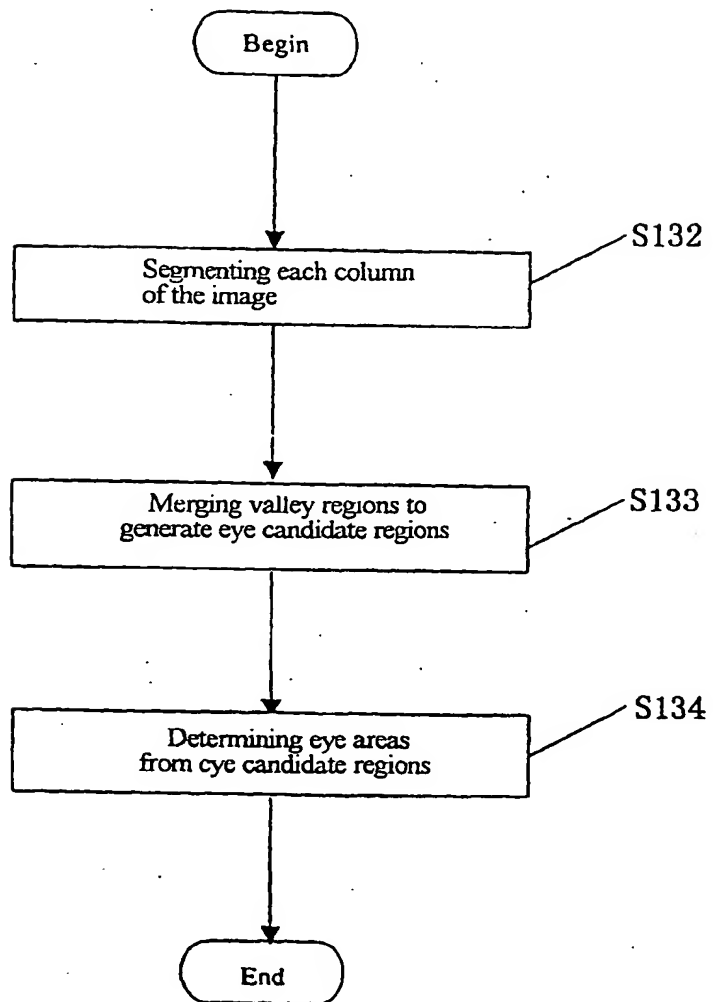 Begin
S132
Segmenting each column
of the image
S133
Merging valley regions to
generate eye candidate regions
S134
Determining eye areas
from eye candidate regions
End